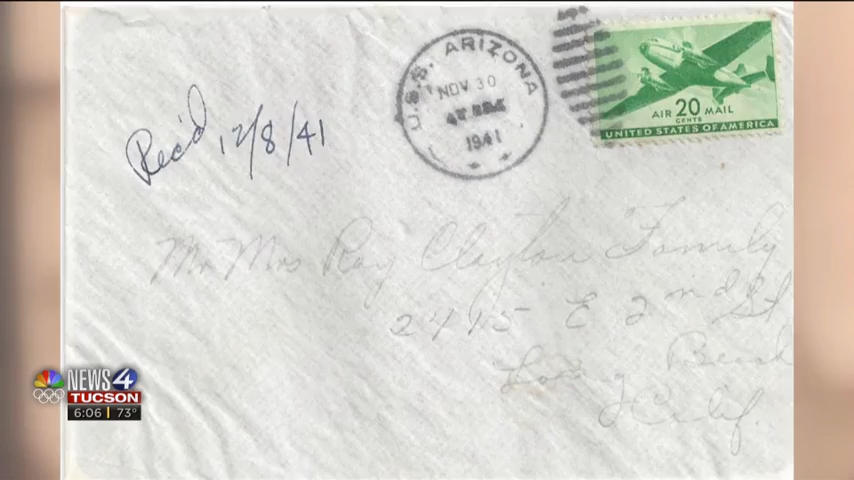 U.S.S. ARIZONA
NOV 30
1941
AIR 20 MAIL
CENTS
UNITED STATES OF AMERICA
Rec'd 12/8/41
Mr Mrs Ray Clayton Family
2415 E 2nd St
Long Beach
Calif.
NEWS 4
TUCSON
6:06 73°